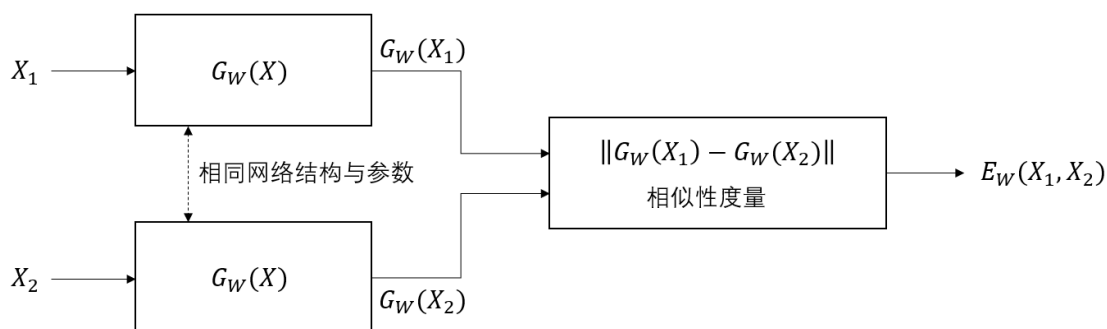 $X_1$
$G_W(X)$
$G_W(X_1)$
相同网络结构与参数
$\|G_W(X_1) - G_W(X_2)\|$
相似性度量
$E_W(X_1, X_2)$
$X_2$
$G_W(X)$
$G_W(X_2)$